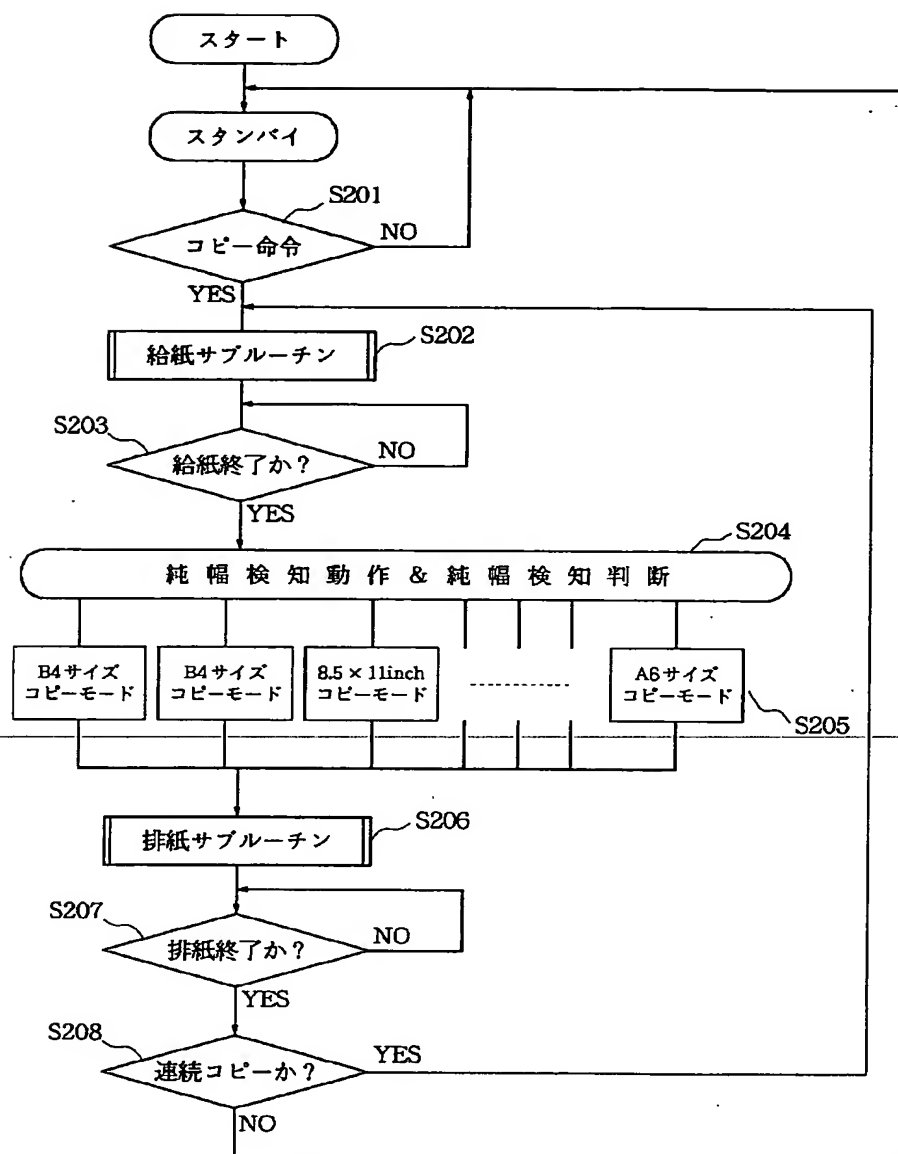 スタート
スタンバイ
S201
コピー命令
NO
YES
給紙サブルーチン
S202
S203
給紙終了か?
NO
YES
S204
純幅検知動作&純幅検知判断
B4サイズ
コピーモード
B4サイズ
コピーモード
8.5×11inch
コピーモード
A6サイズ
コピーモード
S205
排紙サブルーチン
S206
S207
排紙終了か?
NO
YES
S208
連続コピーか?
YES
NO